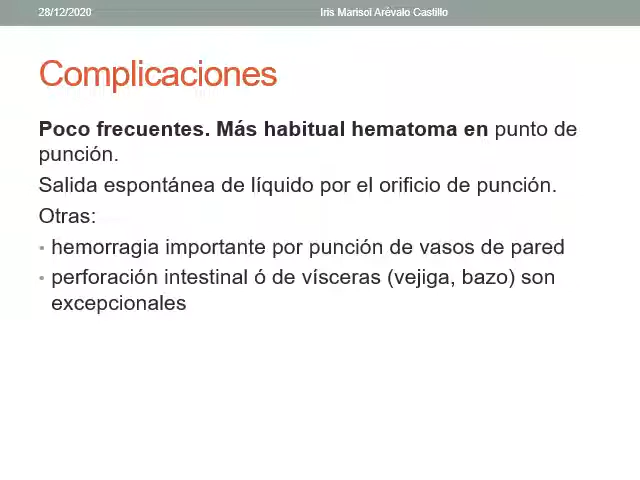 28/12/2020 Iris Marisol Arévalo Castillo
Complicaciones
Poco frecuentes. Más habitual hematoma en punto de
punción.
Salida espontánea de líquido por el orificio de punción.
Otras:
• hemorragia importante por punción de vasos de pared
• perforación intestinal ó de vísceras (vejiga, bazo) son
excepcionales